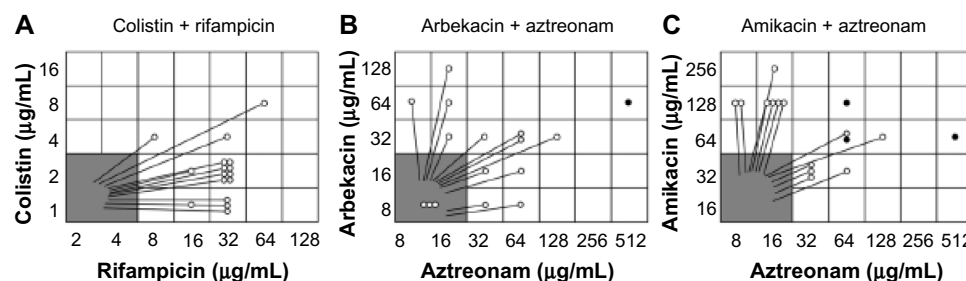 A Colistin + rifampicin
Colistin (µg/mL)
16
8
4
2
1
2 4 8 16 32 64 128
Rifampicin (µg/mL)
B Arbekacin + aztreonam
Arbekacin (µg/mL)
128
64
32
16
8
8 16 32 64 128 256 512
Aztreonam (µg/mL)
C Amikacin + aztreonam
Amikacin (µg/mL)
256
128
64
32
16
8 16 32 64 128 256 512
Aztreonam (µg/mL)